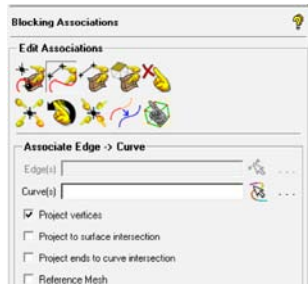 Blocking Associations
Edit Associations
Associate Edge -> Curve
Edge(s)
Curve(s)
Project vertices
Project to surface intersection
Project ends to curve intersection
Reference Mesh